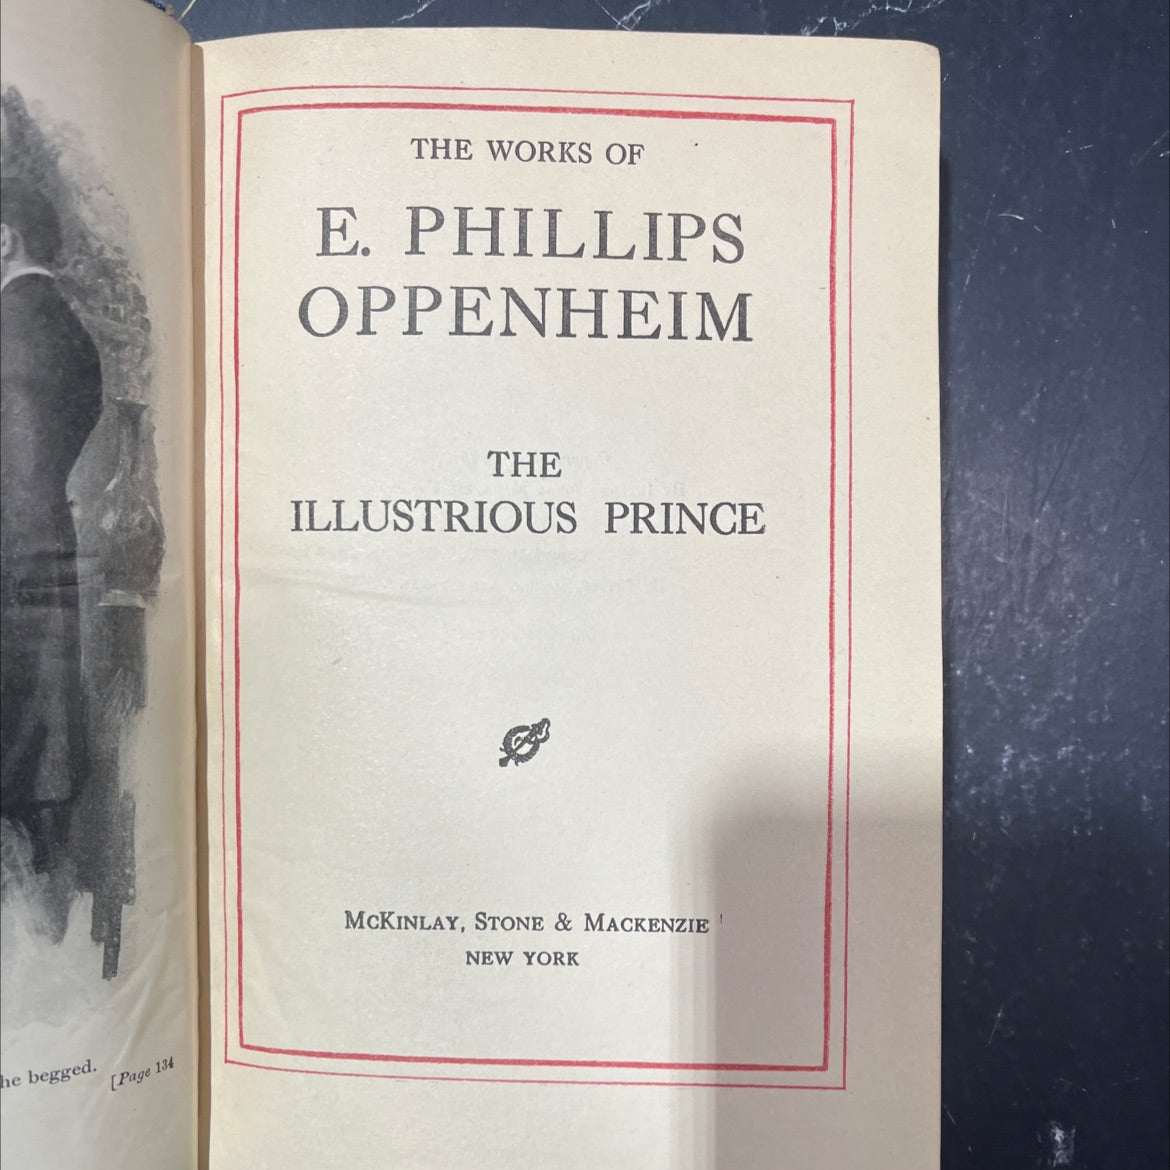 THE WORKS OF
E. PHILLIPS
OPPENHEIM
THE
ILLUSTRIOUS PRINCE
McKINLAY, STONE & MACKENZIE
NEW YORK
he begged. [Page 134